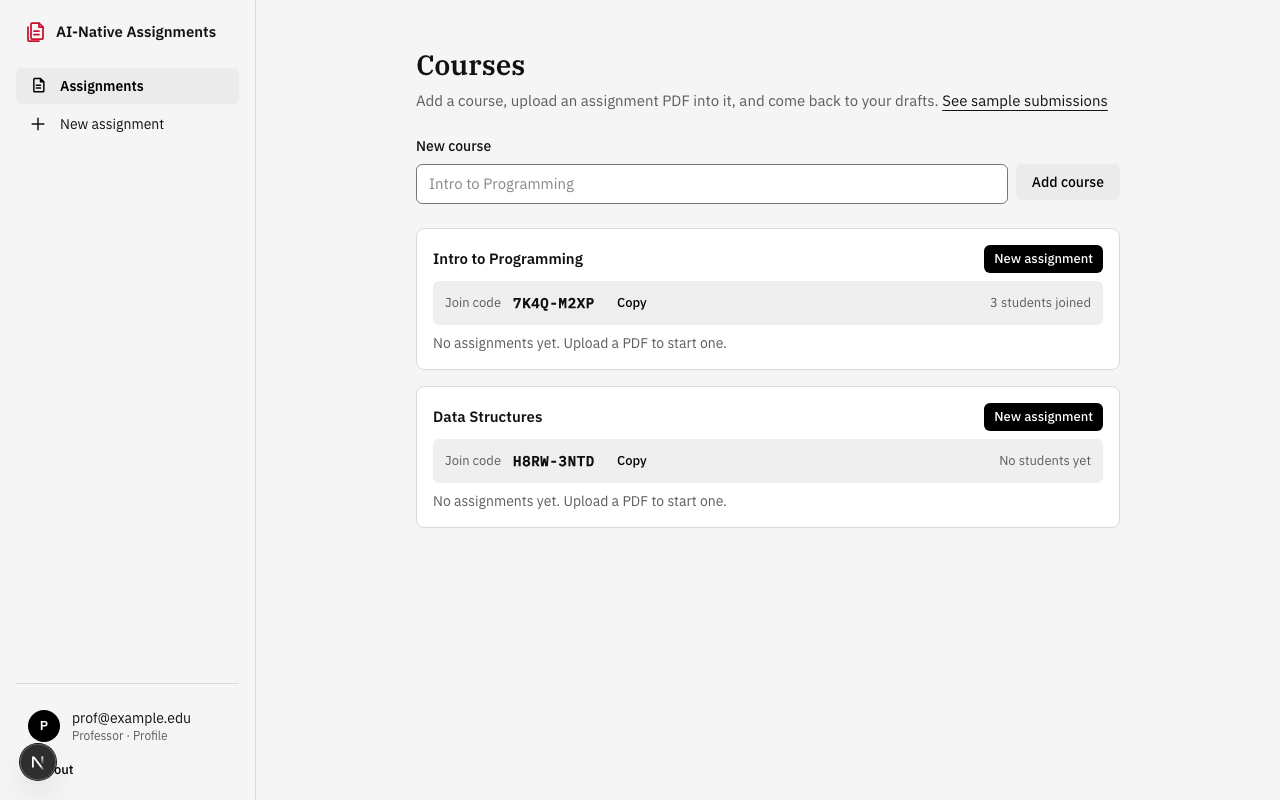 AI-Native Assignments
Assignments
New assignment
Courses
Add a course, upload an assignment PDF into it, and come back to your drafts. See sample submissions
New course
Intro to Programming
Add course
Intro to Programming
New assignment
Join code 7K4Q-M2XP Copy 3 students joined
No assignments yet. Upload a PDF to start one.
Data Structures
New assignment
Join code H8RW-3NTD Copy No students yet
No assignments yet. Upload a PDF to start one.
P
prof@example.edu
Professor · Profile
N
out